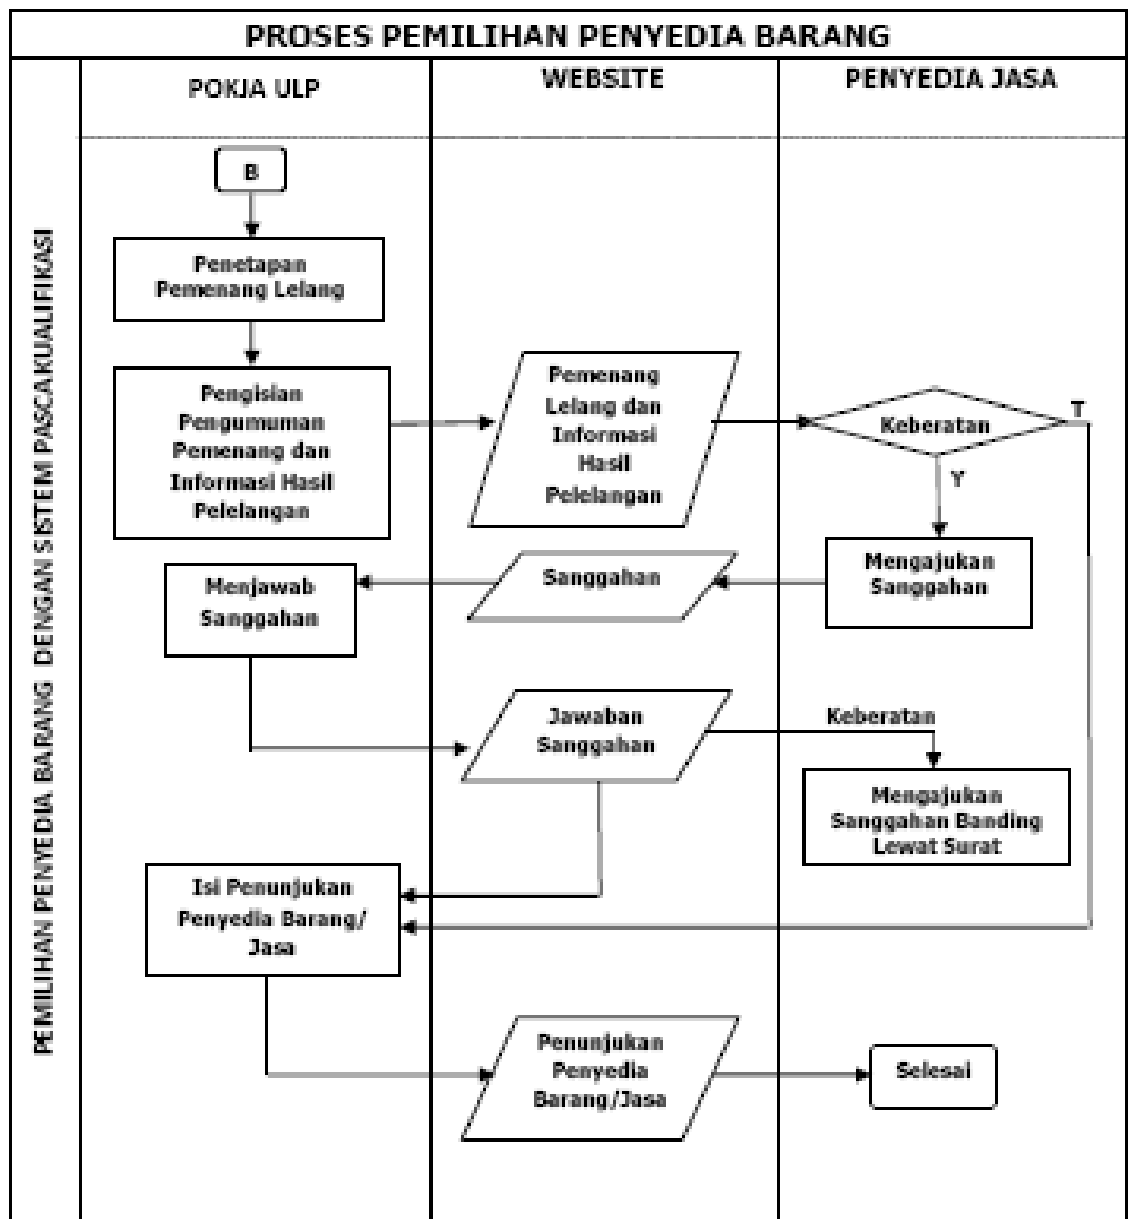 PROSES PEMILIHAN PENYEDIA BARANG
PEMILIHAN PENYEDIA BARANG DENGAN SISTEM PASCAKUALIFIKASI
POKJA ULP
WEBSITE
PENYEDIA JASA
B
Penetapan
Pemenang Lelang
Pengisian
Pengumuman
Pemenang dan
Informasi Hasil
Pelelangan
Pemenang
Lelang dan
Informasi
Hasil
Pelelangan
Keberatan
T
Y
Mengajukan
Sanggahan
Sanggahan
Menjawab
Sanggahan
Jawaban
Sanggahan
Keberatan
Mengajukan
Sanggahan Banding
Lewat Surat
Isi Penunjukan
Penyedia Barang/
Jasa
Penunjukan
Penyedia
Barang/Jasa
Selesai